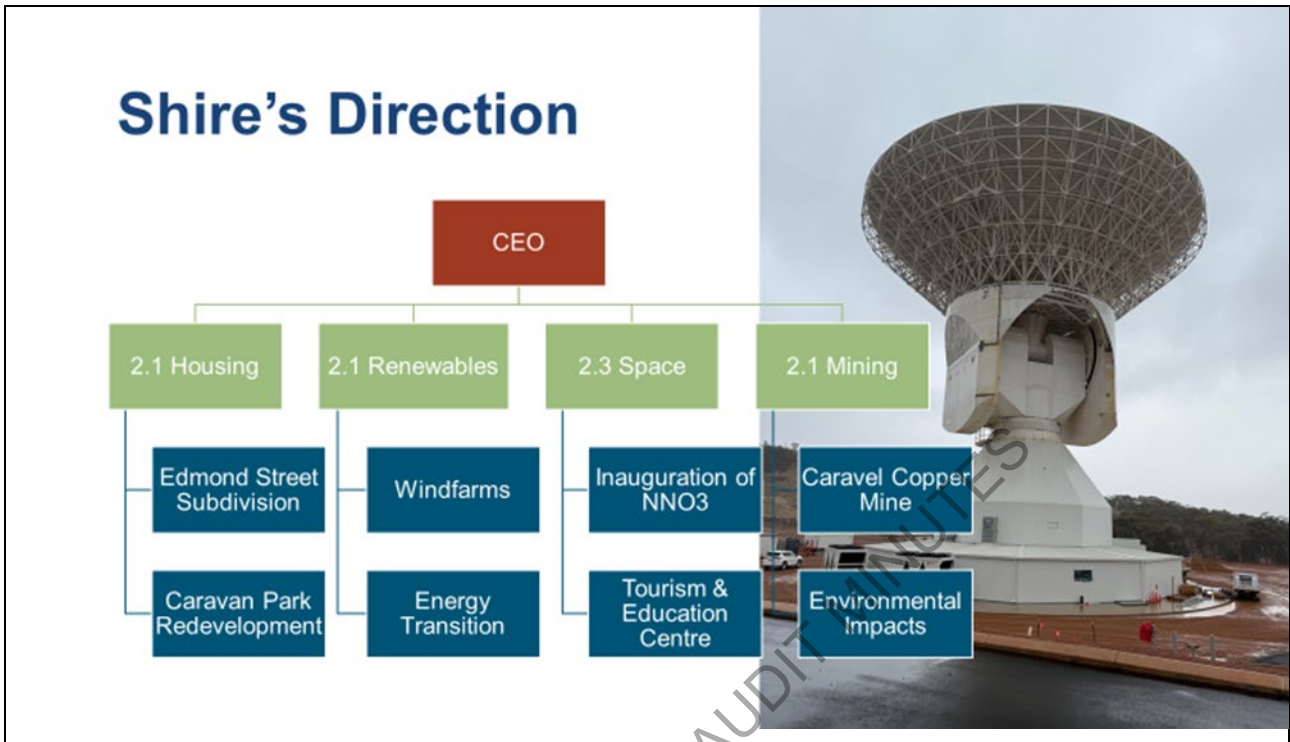 Shire's Direction
CEO
2.1 Housing
2.1 Renewables
2.3 Space
2.1 Mining
Edmond Street
Subdivision
Windfarms
Inauguration of
NNO3
Caravel Copper
Mine
Caravan Park
Redevelopment
Energy
Transition
Tourism &
Education
Centre
Environmental
Impacts
AUDIT MINUTES